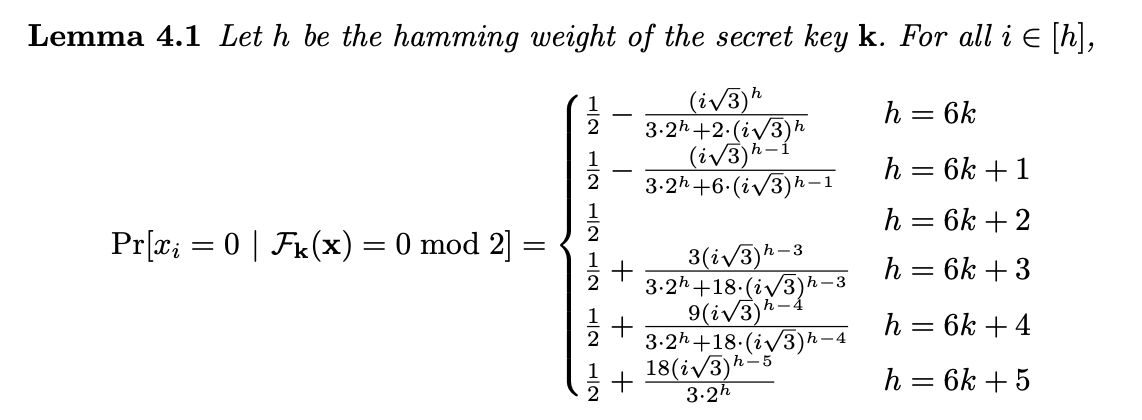 Lemma 4.1 Let h be the hamming weight of the secret key k. For all i ∈ [h],
Pr[x_i = 0 | F_k(x) = 0 mod 2] = { 1/2 − (i√3)^h / (3·2^h+2·(i√3)^h) h = 6k
1/2 − (i√3)^{h−1} / (3·2^h+6·(i√3)^{h−1}) h = 6k + 1
1/2 h = 6k + 2
1/2 + 3(i√3)^{h−3} / (3·2^h+18·(i√3)^{h−3}) h = 6k + 3
1/2 + 9(i√3)^{h−4} / (3·2^h+18·(i√3)^{h−4}) h = 6k + 4
1/2 + 18(i√3)^{h−5} / (3·2^h) h = 6k + 5